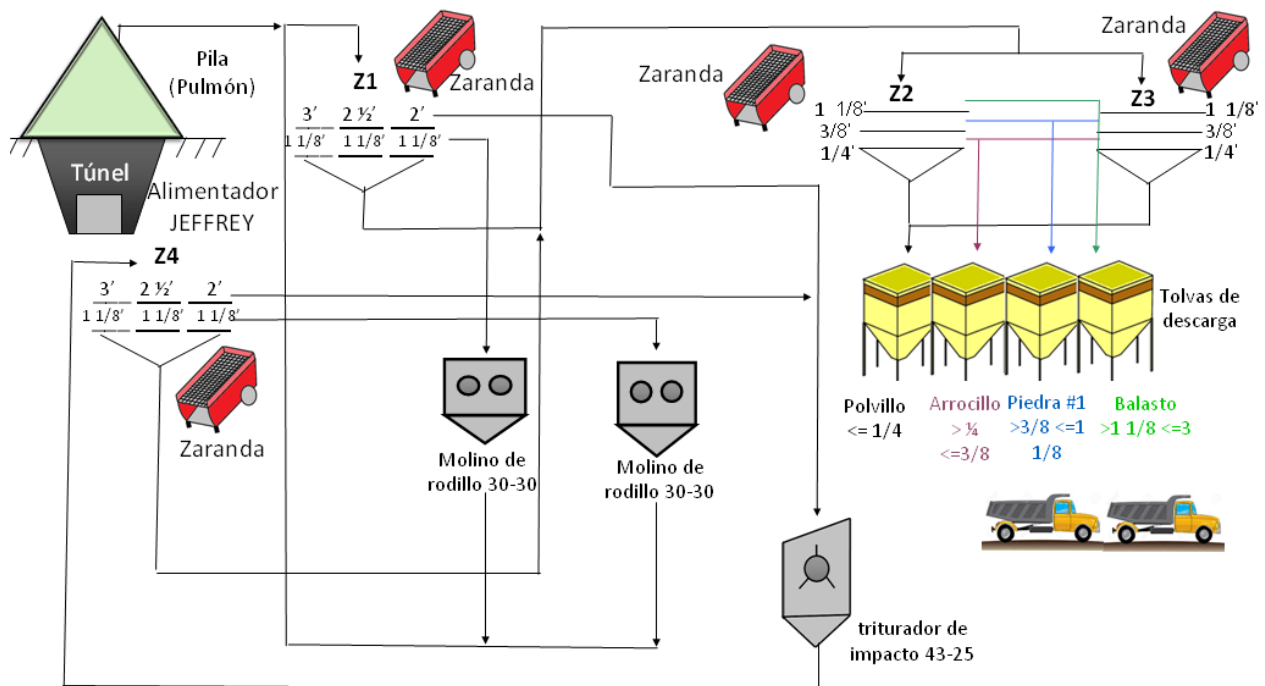 Pila
(Pulmón)
Túnel
Alimentador
JEFFREY
Z1
Zaranda
3’ 2 ½’ 2’
1 1/8’ 1 1/8’ 1 1/8’
Zaranda
Z2
Zaranda
Z3
1 1/8’
3/8’
1/4’
1 1/8’
3/8’
1/4’
Z4
3’ 2 ½’ 2’
1 1/8’ 1 1/8’ 1 1/8’
Zaranda
Molino de
rodillo 30-30
Molino de
rodillo 30-30
triturador de
impacto 43-25
Tolvas de
descarga
Polvillo
<= 1/4
Arrocillo
> ¼
<=3/8
Piedra #1
>3/8 <=1
1/8
Balasto
>1 1/8 <=3